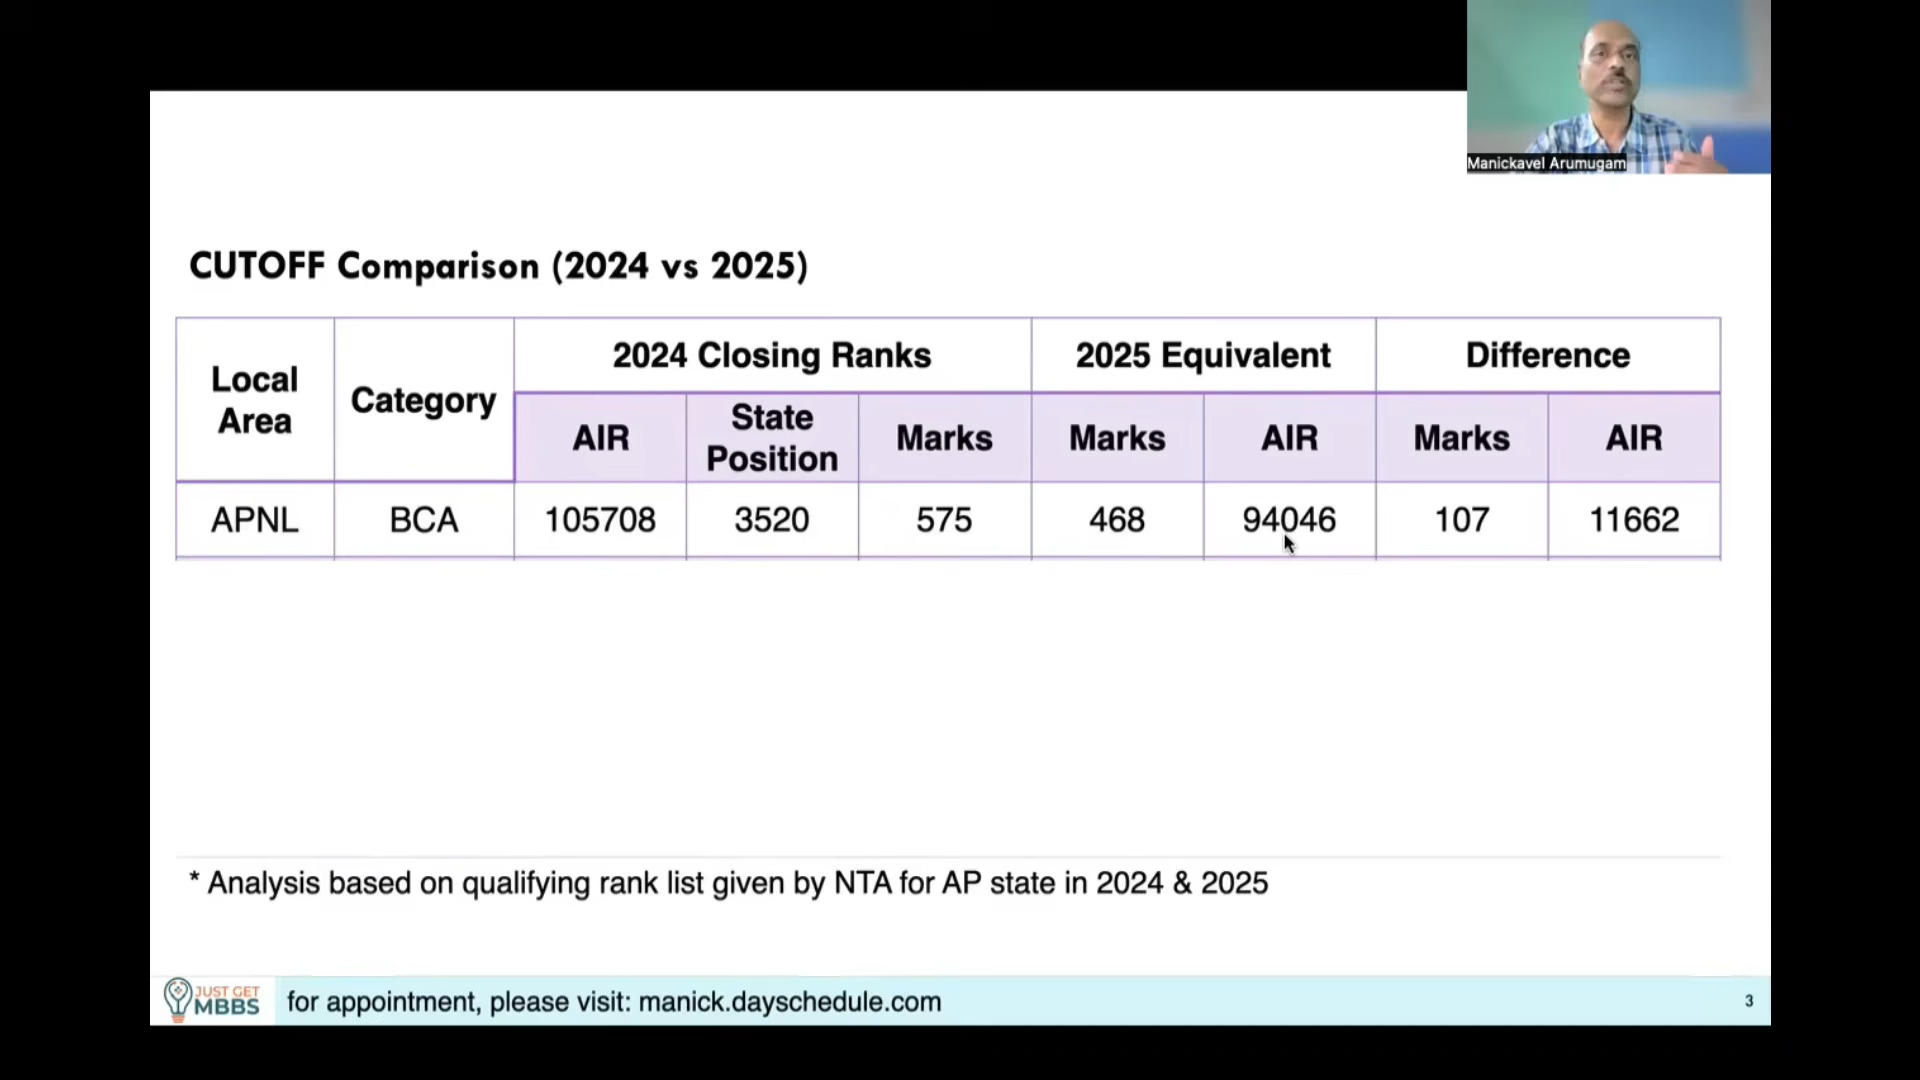 Manickavel Arumugam
CUTOFF Comparison (2024 vs 2025)
Local Area
Category
2024 Closing Ranks
2025 Equivalent
Difference
AIR
State Position
Marks
Marks
AIR
Marks
AIR
APNL BCA 105708 3520 575 468 94046 107 11662
* Analysis based on qualifying rank list given by NTA for AP state in 2024 & 2025
JUST GET
MBBS
for appointment, please visit: manick.dayschedule.com
3